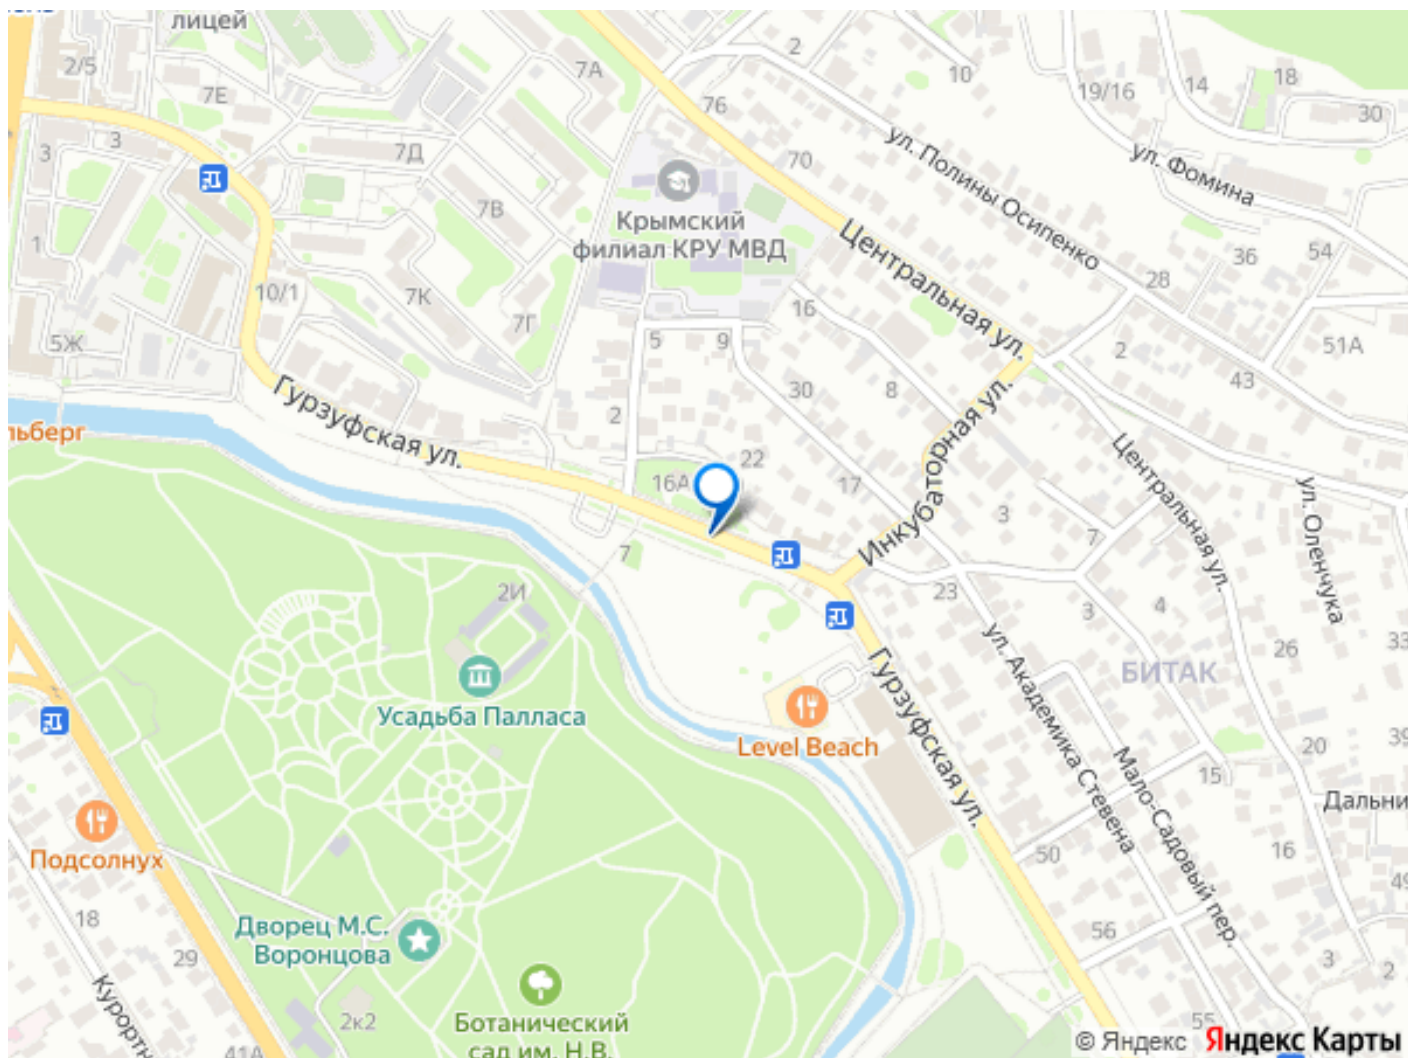 лицей
2/5
7Е
7А
2
10
14
18
19/16
30
76
3
3
7Д
70
ул. Полины Осипенко
ул. Фомина
7В
Крымский
филиал КРУ МВД
Центральная ул.
1
10/1
7К
7Г
16
28
36
54
5Ж
5
9
2
51А
43
30
8
Гурзуфская ул.
2
льберг
22
16А
17
Инкубаторная ул.
Центральная ул.
ул. Оленчука
3
7
7
2И
23
3
4
26
33
Усадьба Палласа
ул. Академика Стевена
БИТАК
Level Beach
Гурзуфская ул.
Мало-Садовый пер.
20
39
15
Дальни
Подсолнух
50
16
49
18
Дворец М.С.
Воронцова
29
56
3
2
Курортн
2к2
Ботанический
сад им. Н.В.
41А
55
© Яндекс Яндекс Карты